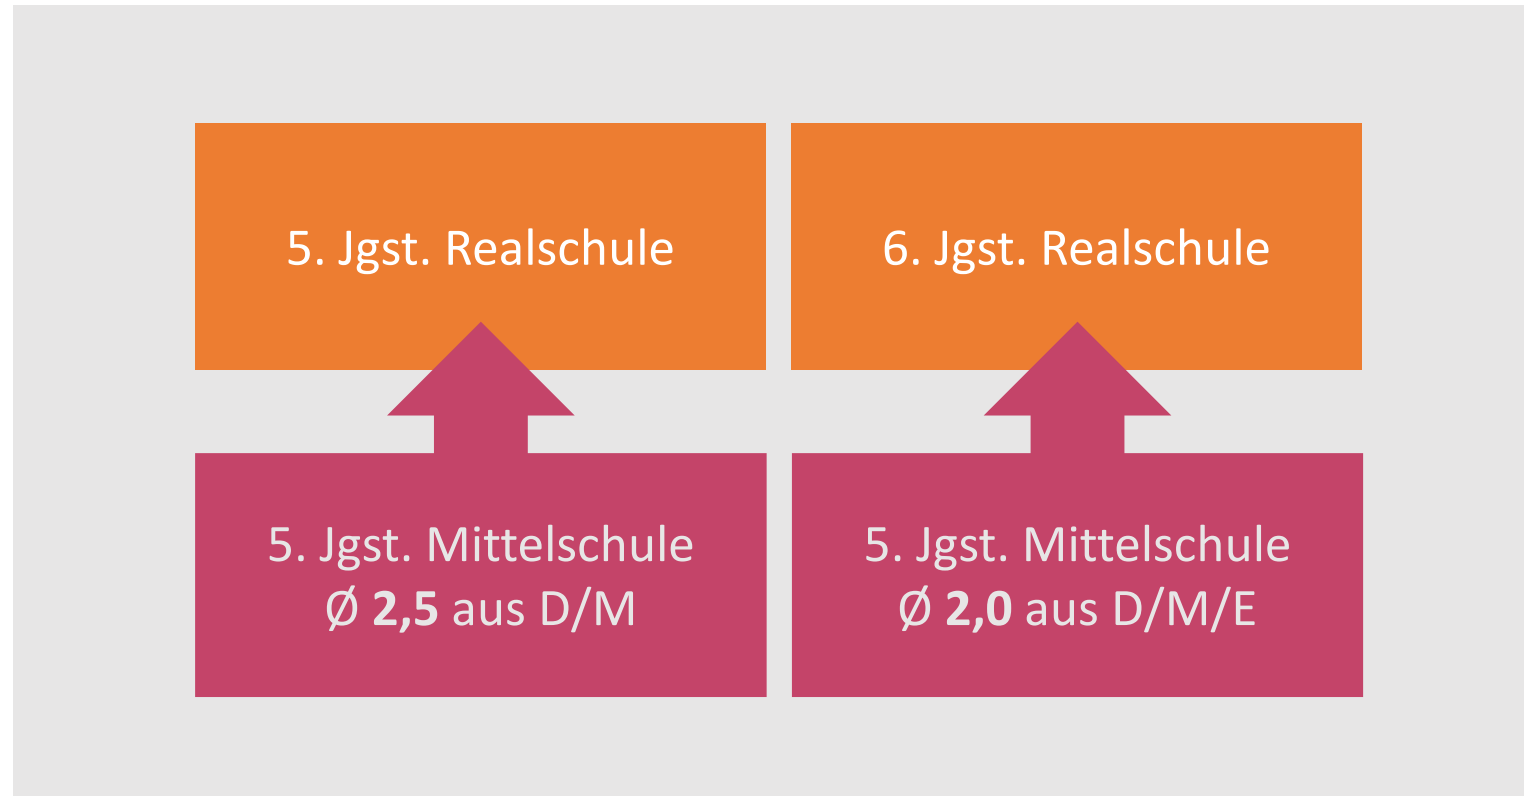 5. Jgst. Realschule
6. Jgst. Realschule
5. Jgst. Mittelschule
Ø 2,5 aus D/M
5. Jgst. Mittelschule
Ø 2,0 aus D/M/E